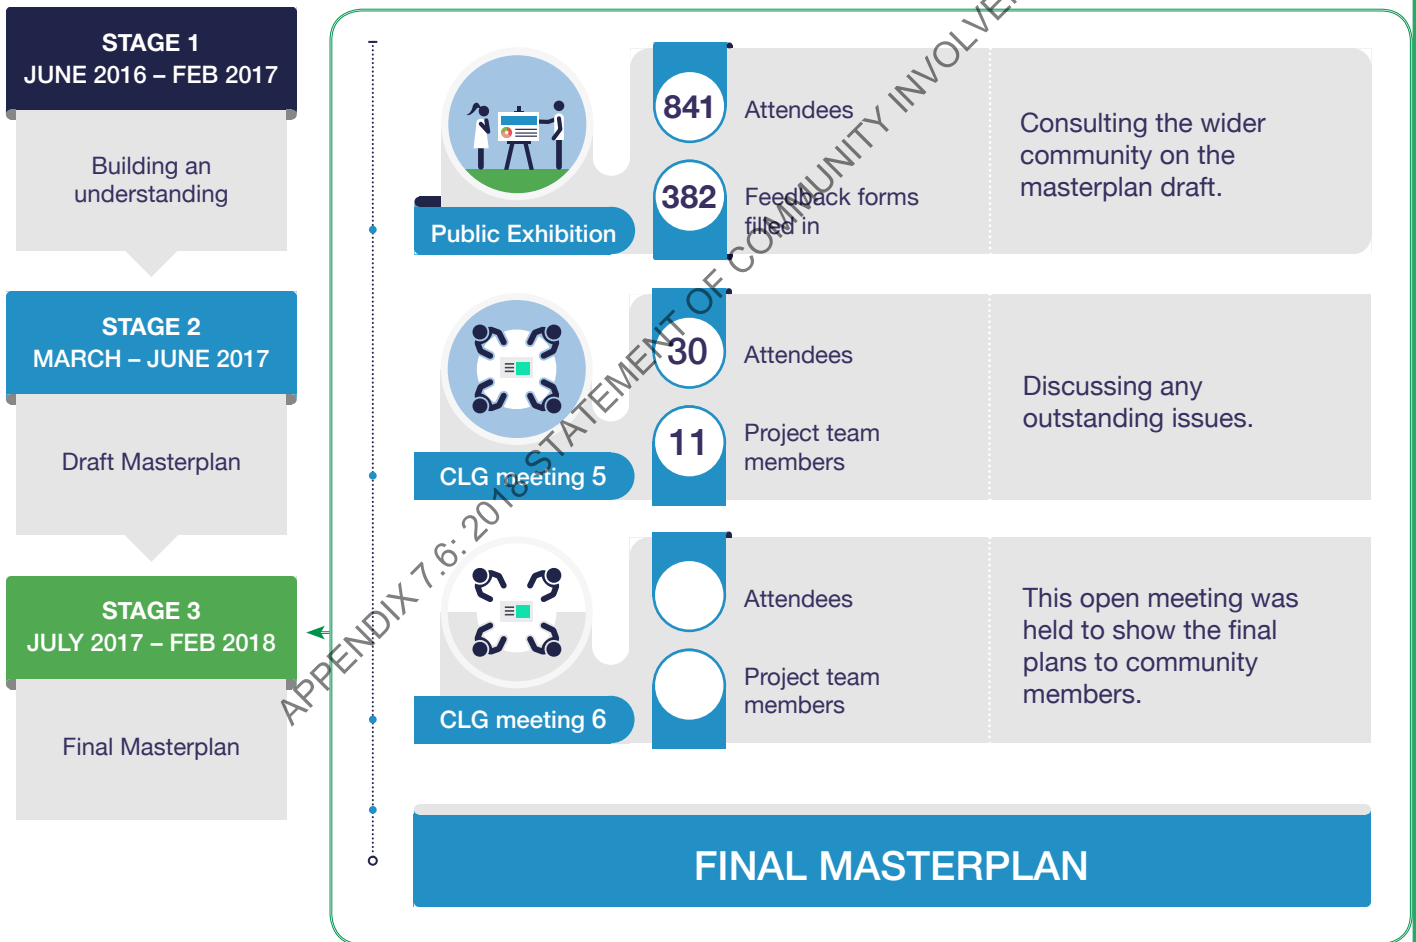 STAGE 1
JUNE 2016 – FEB 2017
Building an
understanding
STAGE 2
MARCH – JUNE 2017
Draft Masterplan
STAGE 3
JULY 2017 – FEB 2018
Final Masterplan
Public Exhibition
841
Attendees
382
Feedback forms
filled in
Consulting the wider
community on the
masterplan draft.
CLG meeting 5
30
Attendees
11
Project team
members
Discussing any
outstanding issues.
CLG meeting 6
Attendees
Project team
members
This open meeting was
held to show the final
plans to community
members.
FINAL MASTERPLAN
APPENDIX 7.6: 2018 STATEMENT OF COMMUNITY